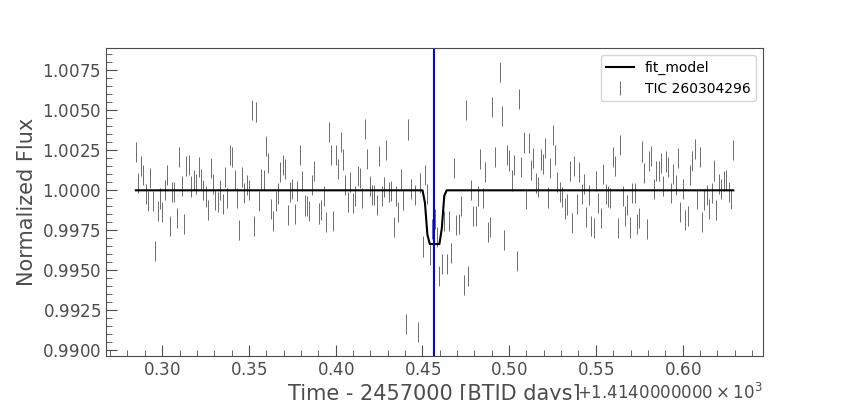 Normalized Flux
1.0075
1.0050
1.0025
1.0000
0.9975
0.9950
0.9925
0.9900
fit_model
TIC 260304296
0.30 0.35 0.40 0.45 0.50 0.55 0.60
Time - 2457000 [BTJD days]
+1.4140000000 × 10³